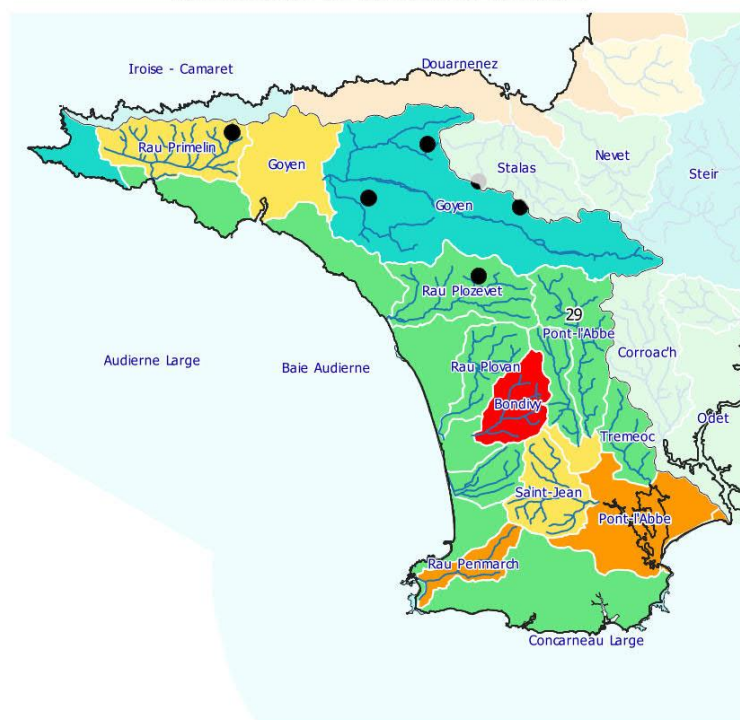 Douarnenez
Iroise - Camaret
Rau Primelin
Goyen
Stalas
Nevet
Steir
Goyen
Rau Plozevet
29
Pont-l'Abbe
Corroac'h
Audierne Large
Baie Audierne
Rau Plovan
Bondivy
Odet
Tremeoc
Saint-Jean
Pont-l'Abbe
Rau Penmarch
Concarneau Large